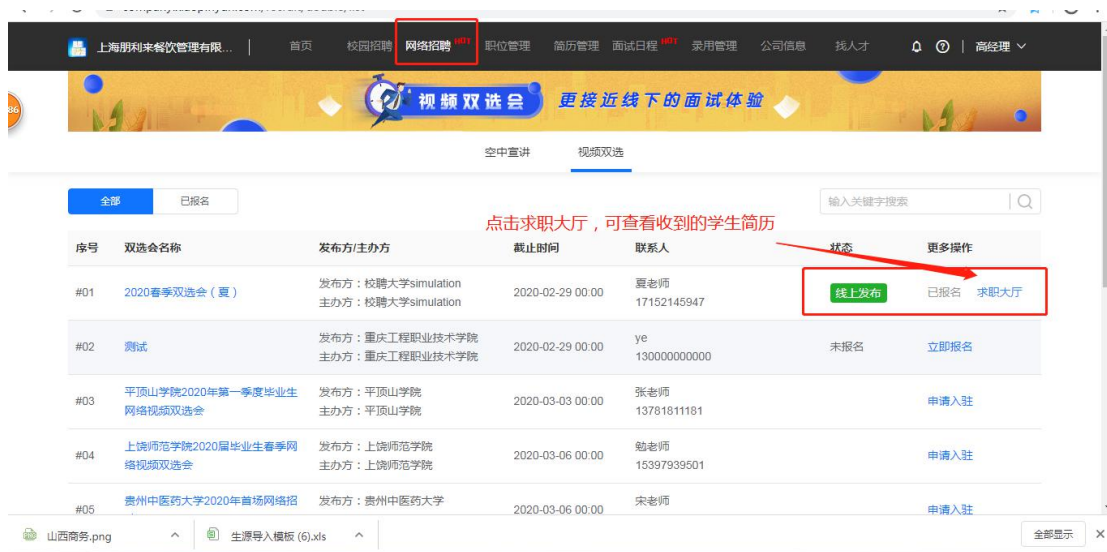 上海朋利来餐饮管理有限... | 首页 校园招聘 网络招聘 HOT 职位管理 简历管理 面试日程 HOT 录用管理 公司信息 找人才 | 高经理
86
视频双选会 更接近线下的面试体验
空中宣讲 视频双选
全部 已报名 输入关键字搜索
点击求职大厅，可查看收到的学生简历
序号 双选会名称 发布方/主办方 截止时间 联系人 状态 更多操作
#01 2020春季双选会（夏） 发布方：校聘大学simulation 2020-02-29 00:00 夏老师 线上发布 已报名 求职大厅
主办方：校聘大学simulation 17152145947
#02 测试 发布方：重庆工程职业技术学院 2020-02-29 00:00 ye 未报名 立即报名
主办方：重庆工程职业技术学院 130000000000
#03 平顶山学院2020年第一季度毕业生 发布方：平顶山学院 2020-03-03 00:00 张老师 申请入驻
网络视频双选会 主办方：平顶山学院 13781811181
#04 上饶师范学院2020届毕业生春季网 发布方：上饶师范学院 2020-03-06 00:00 勉老师 申请入驻
络视频双选会 主办方：上饶师范学院 15397939501
#05 贵州中医药大学2020年首场网络招 发布方：贵州中医药大学 2020-03-06 00:00 宋老师 申请入驻
山西商务.png 生源导入模板 (6).xls 全部显示